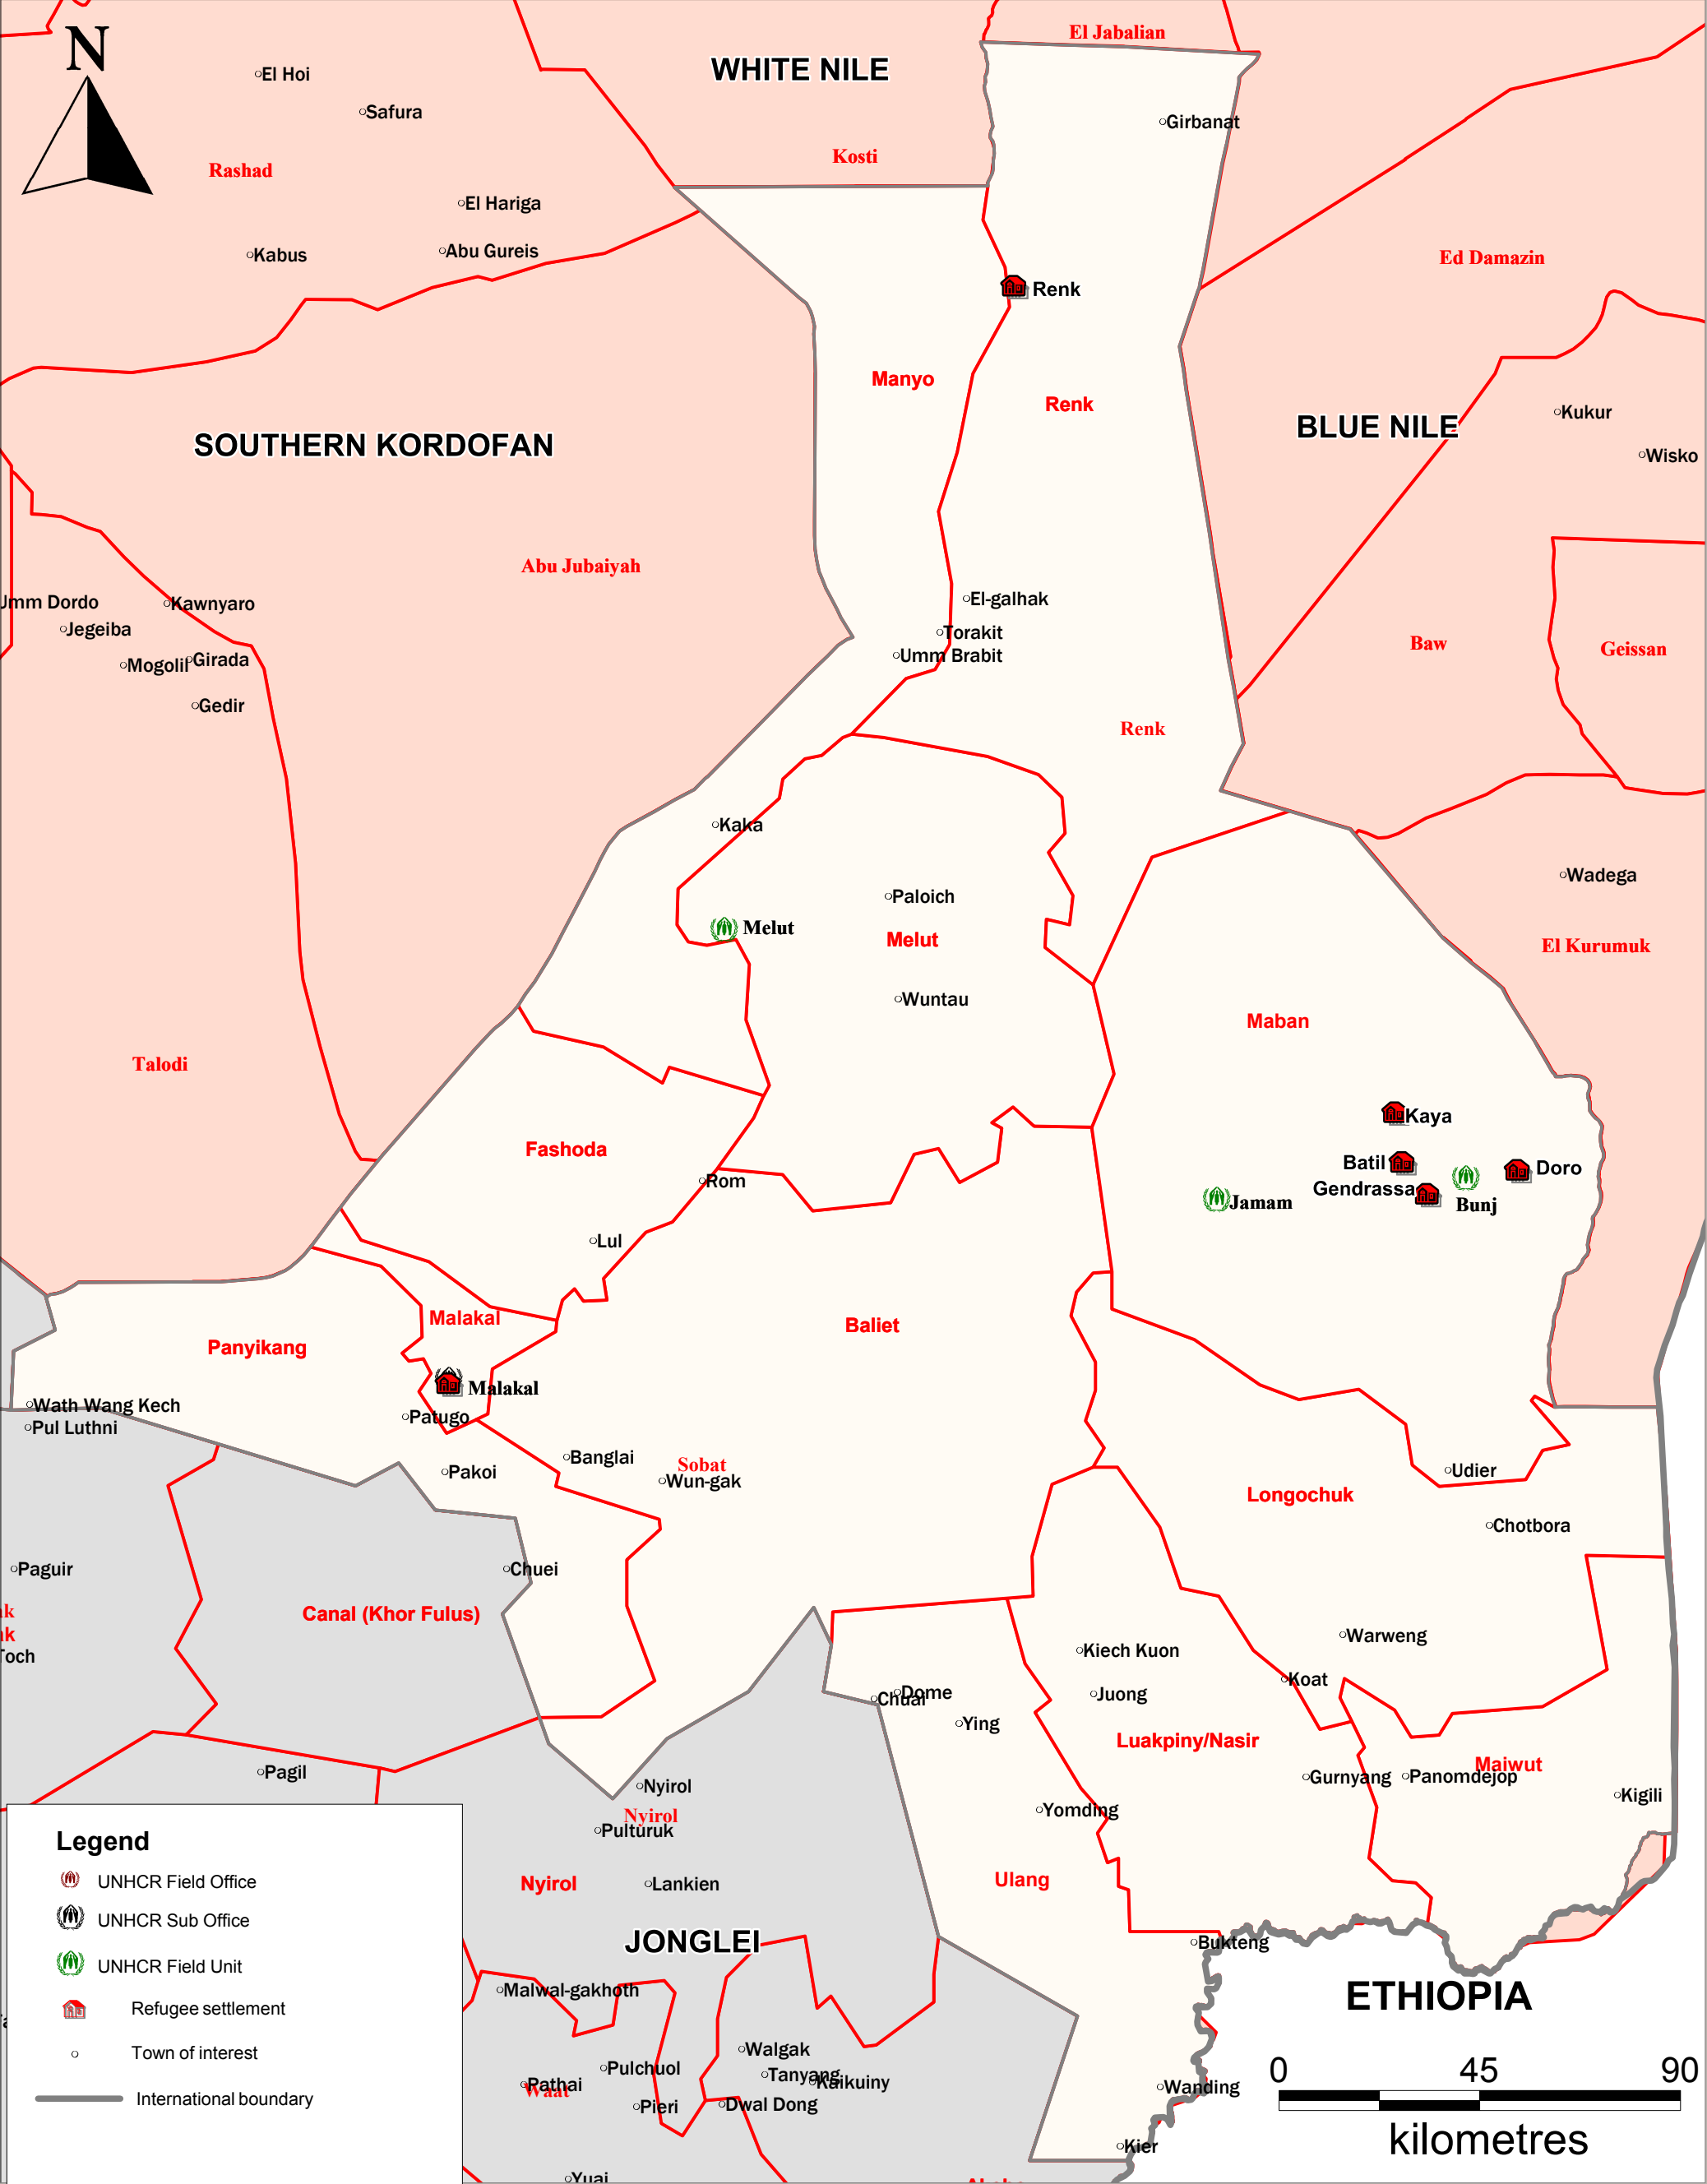 El Jabalian
N
WHITE NILE
El Hoi
Safura
Girbanat
Kosti
Rashad
El Hariga
Abu Gureis
Kabus
Ed Damazin
Renk
Manyo
Renk
Kukur
BLUE NILE
SOUTHERN KORDOFAN
Wisko
Abu Jubaiyah
El-galhak
Umm Dordo
Kawnyaro
Jegeiba
Torakit
Baw
Geissan
Umm Brabit
Mogolil
Girada
Gedir
Renk
Kaka
Wadega
Paloich
Melut
Melut
El Kurumuk
Wuntau
Maban
Talodi
Kaya
Fashoda
Batil
Doro
Rom
Gendrassa
Jamam
Bunj
Lul
Malakal
Baliet
Panyikang
Malakal
Wath Wang Kech
Patugo
Pul Luthni
Banglai
Sobat
Pakoi
Wun-gak
Udier
Longochuk
Chotbora
Paguir
Chuei
Canal (Khor Fulus)
Warweng
Kiech Kuon
Toch
Koat
Dome
Juong
Chuai
Ying
Luakpiny/Nasir
Maiwut
Pagil
Gurnyang
Panomdejop
Nyirol
Kigili
Yomding
Nyirol
Pulturuk
Ulang
Nyirol
Lankien
JONGLEI
Bukteng
Malwal-gakhoth
ETHIOPIA
Walgak
Pulchuol
Tanyang
Kaikuiny
Pathai
Waat
Wanding
Dwal Dong
Pieri
Kier
Yuai
Legend
UNHCR Field Office
UNHCR Sub Office
UNHCR Field Unit
Refugee settlement
Town of interest
International boundary
0 45 90
kilometres